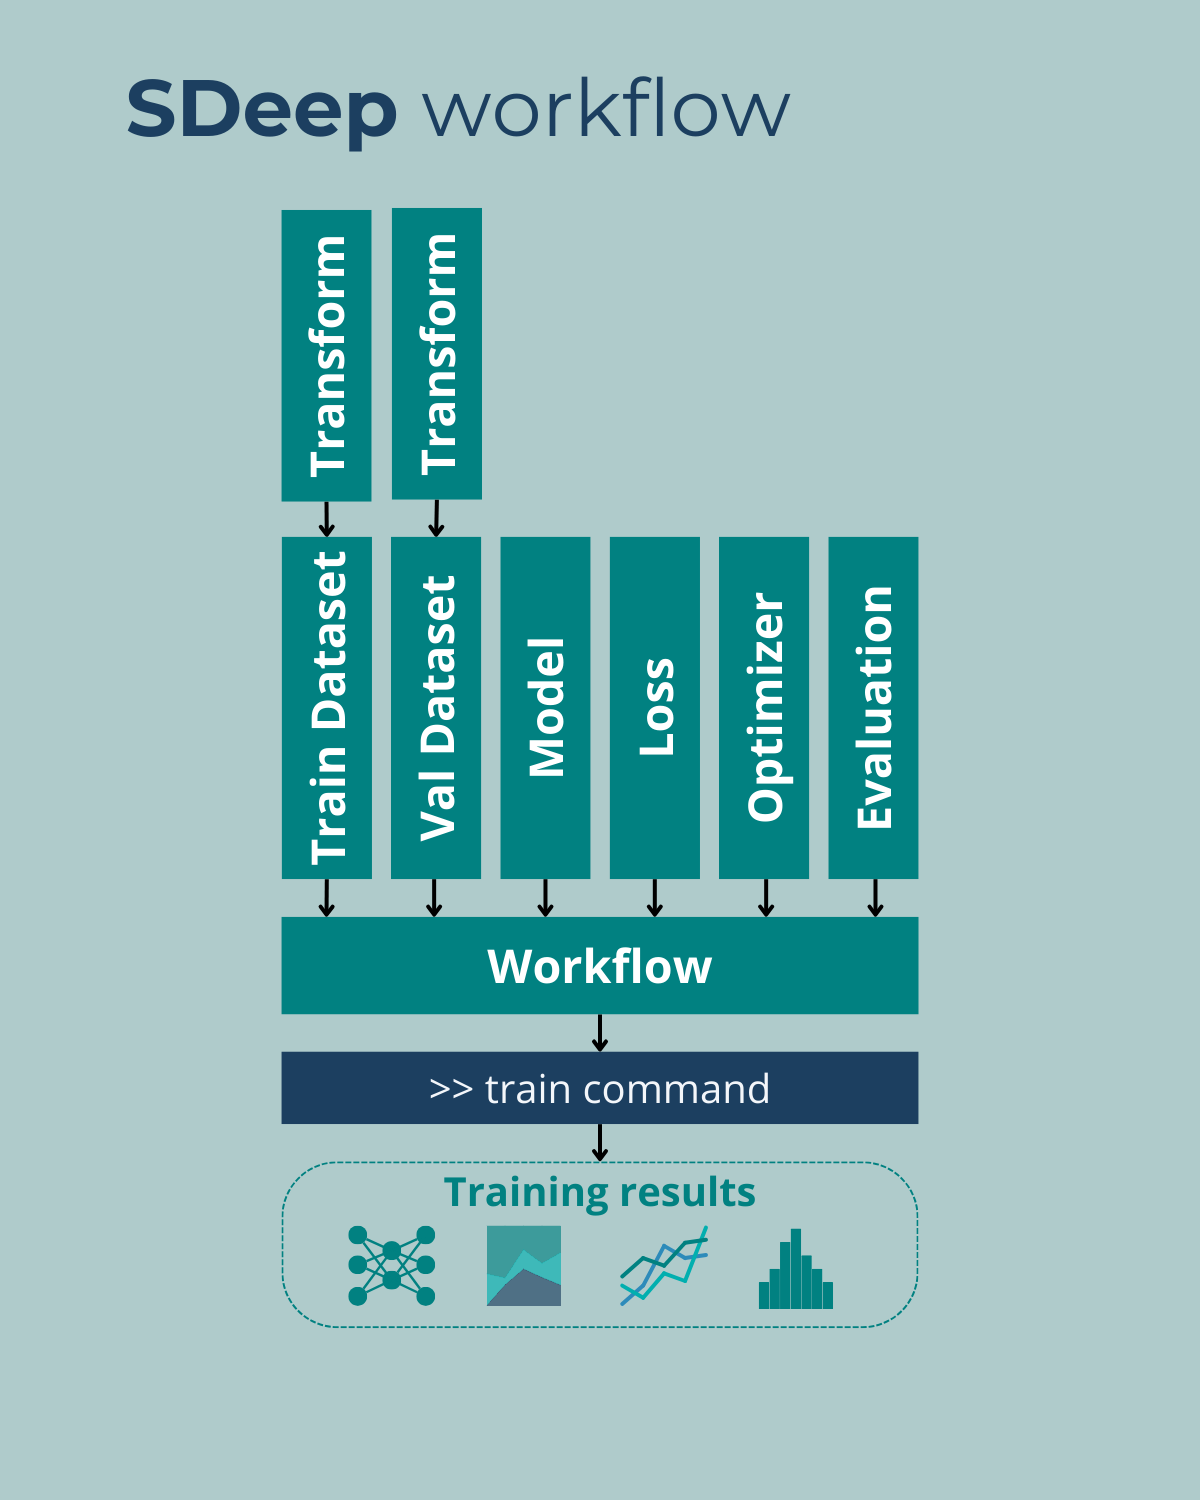 SDeep workflow
Transform
Transform
Train Dataset
Val Dataset
Model
Loss
Optimizer
Evaluation
Workflow
>> train command
Training results